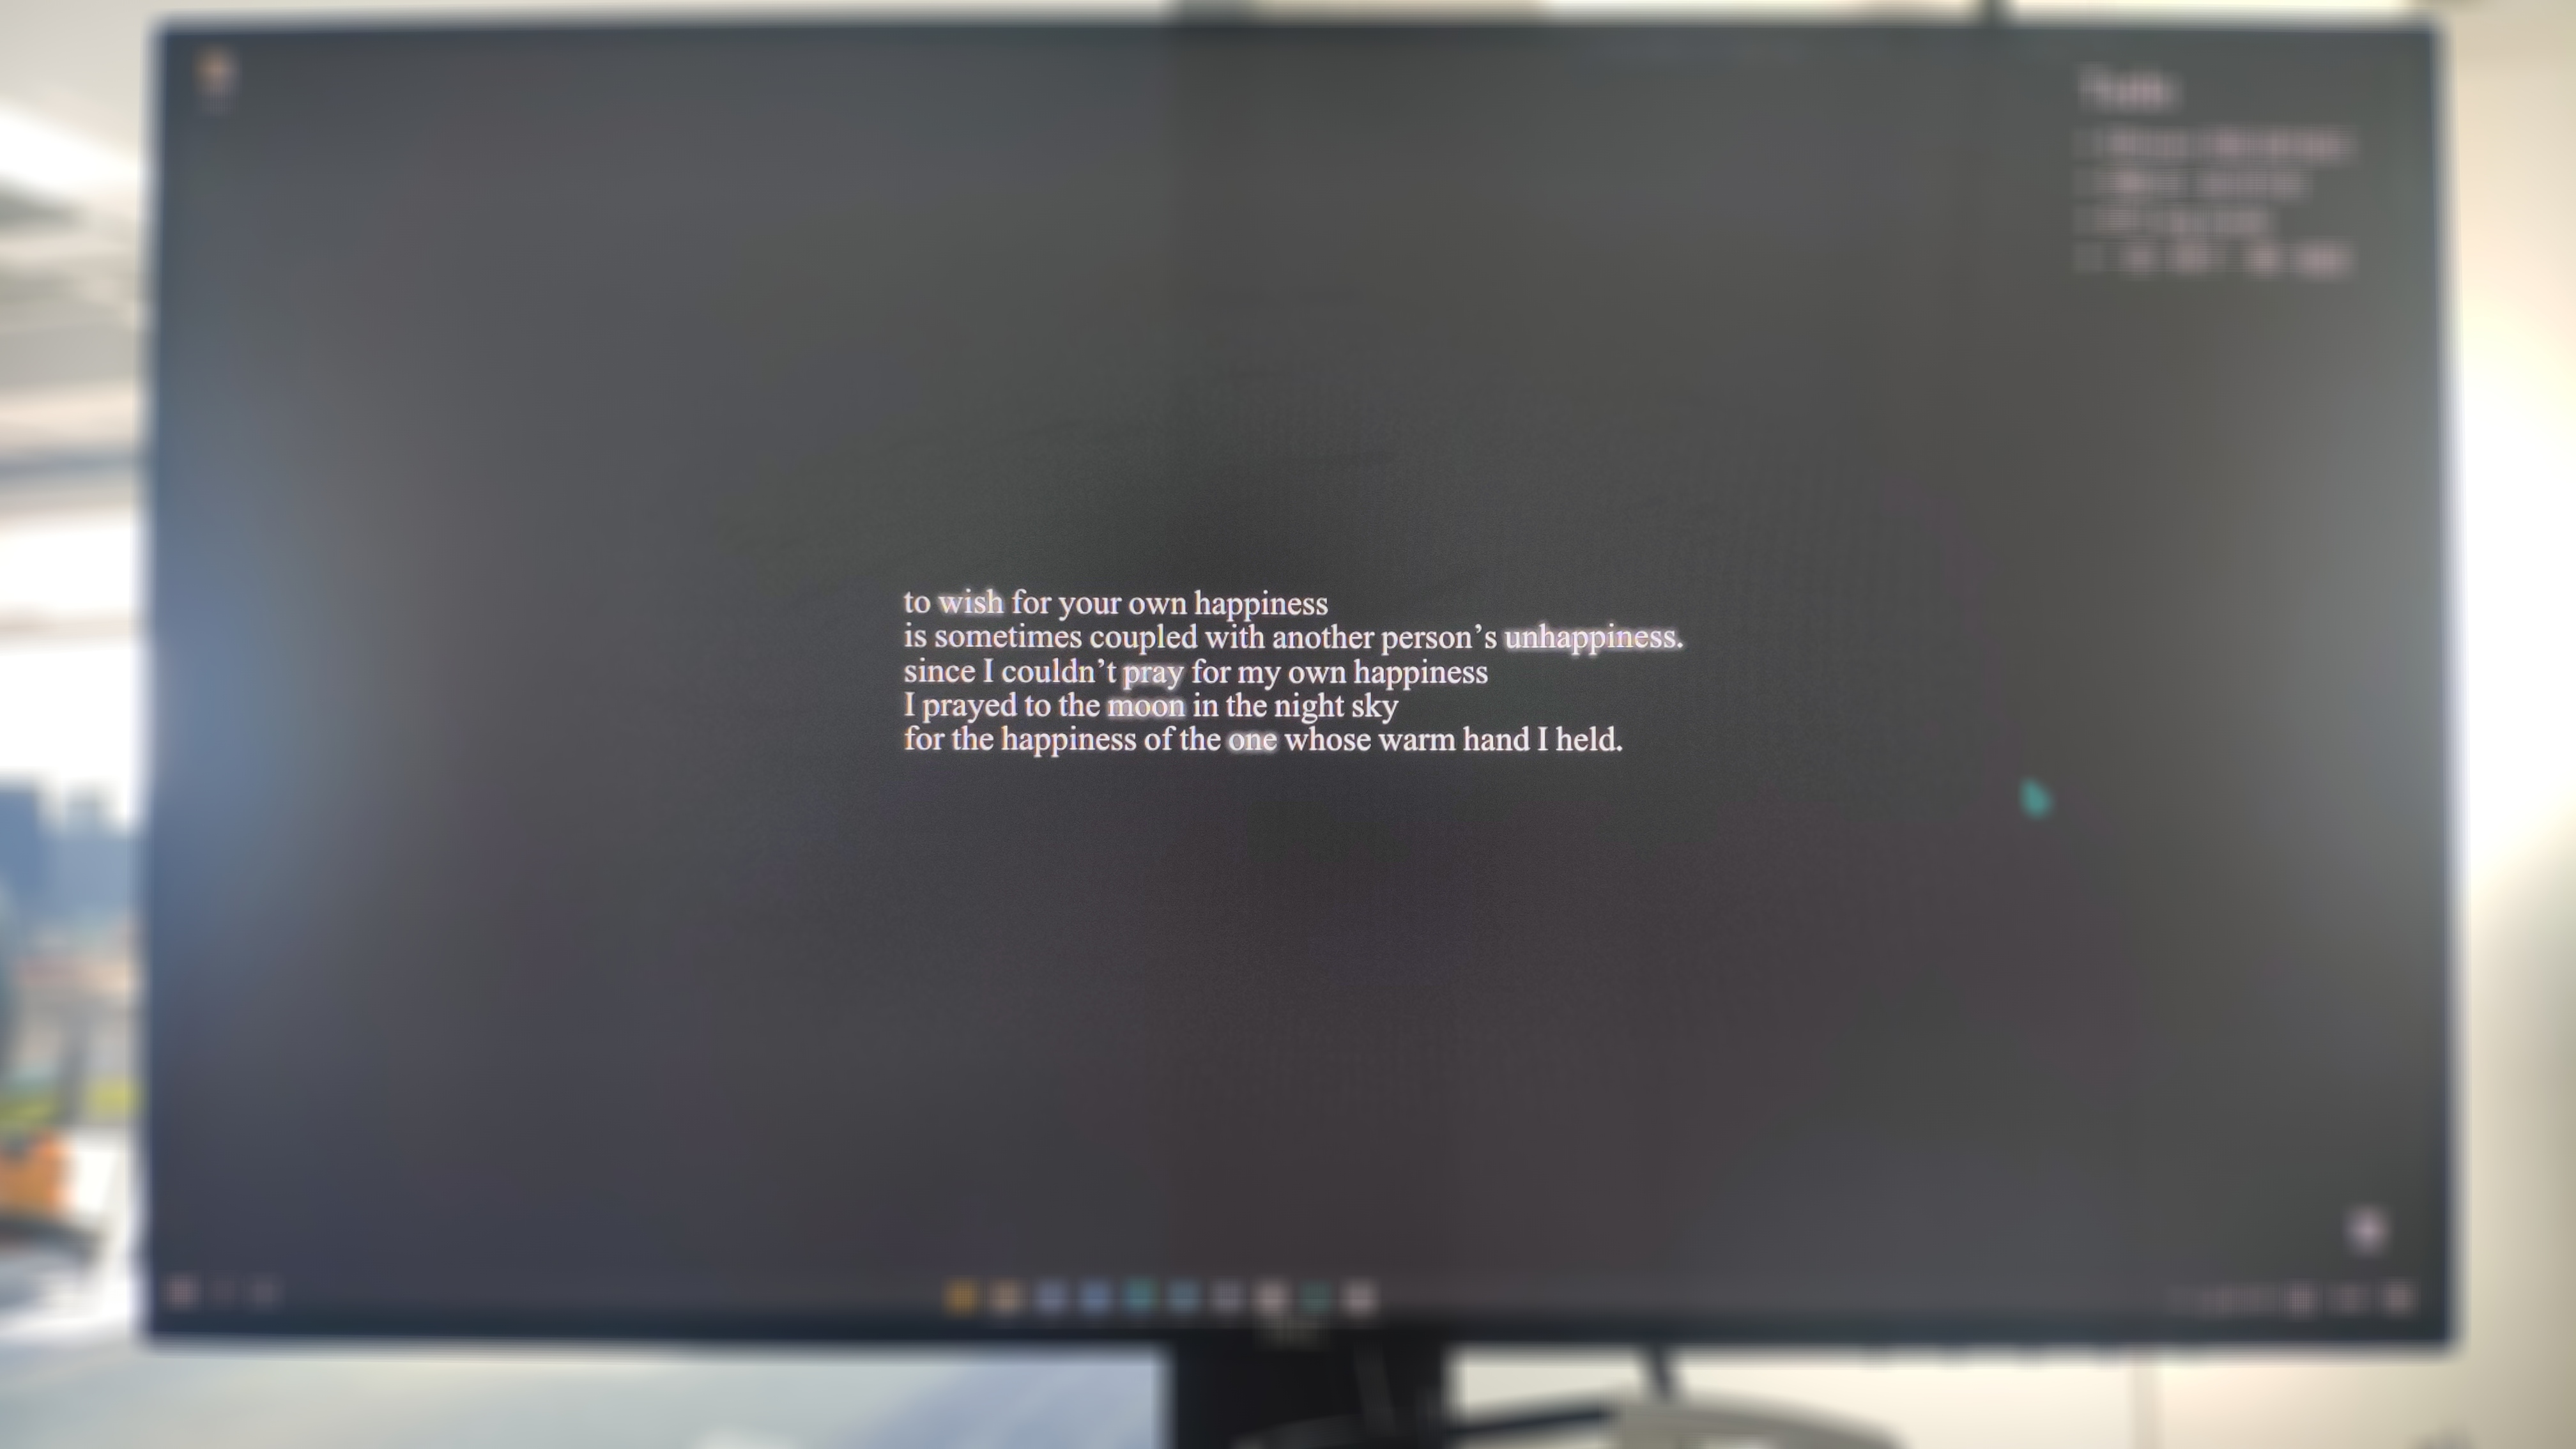 to wish for your own happiness
is sometimes coupled with another person’s unhappiness.
since I couldn’t pray for my own happiness
I prayed to the moon in the night sky
for the happiness of the one whose warm hand I held.